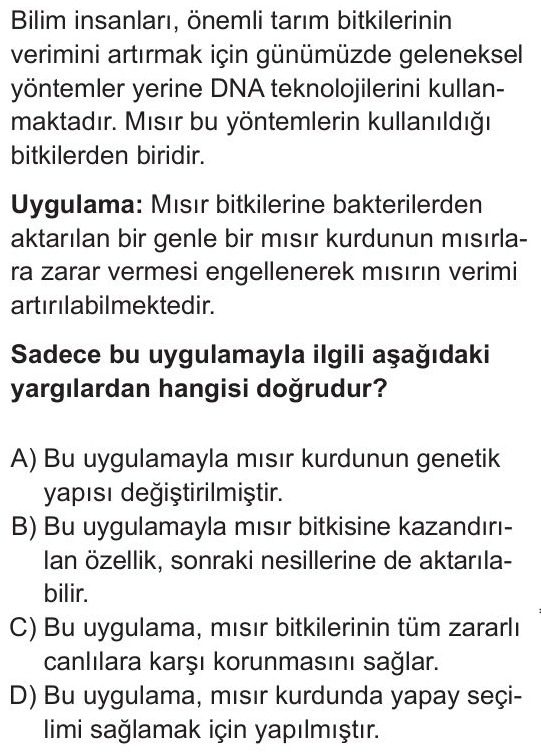 Bilim insanları, önemli tarım bitkilerinin
verimini artırmak için günümüzde geleneksel
yöntemler yerine DNA teknolojilerini kullan-
maktadır. Mısır bu yöntemlerin kullanıldığı
bitkilerden biridir.
Uygulama: Mısır bitkilerine bakterilerden
aktarılan bir genle bir mısır kurdunun mısırla-
ra zarar vermesi engellenerek mısırın verimi
artırılabilmektedir.
Sadece bu uygulamayla ilgili aşağıdaki
yargılardan hangisi doğrudur?
A) Bu uygulamayla mısır kurdunun genetik
yapısı değiştirilmiştir.
B) Bu uygulamayla mısır bitkisine kazandırı-
lan özellik, sonraki nesillerine de aktarıla-
bilir.
C) Bu uygulama, mısır bitkilerinin tüm zararlı
canlılara karşı korunmasını sağlar.
D) Bu uygulama, mısır kurdunda yapay seçi-
limi sağlamak için yapılmıştır.